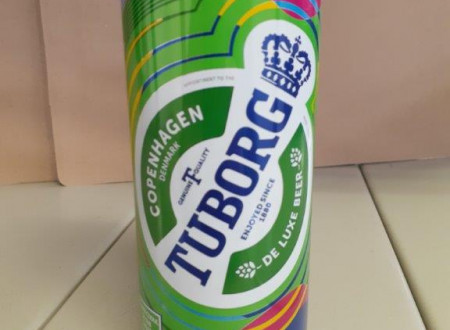 COPENHAGEN
DENMARK
GENUINE T QUALITY
TUBORG
ENJOYED SINCE
1880
DE LUXE BEER